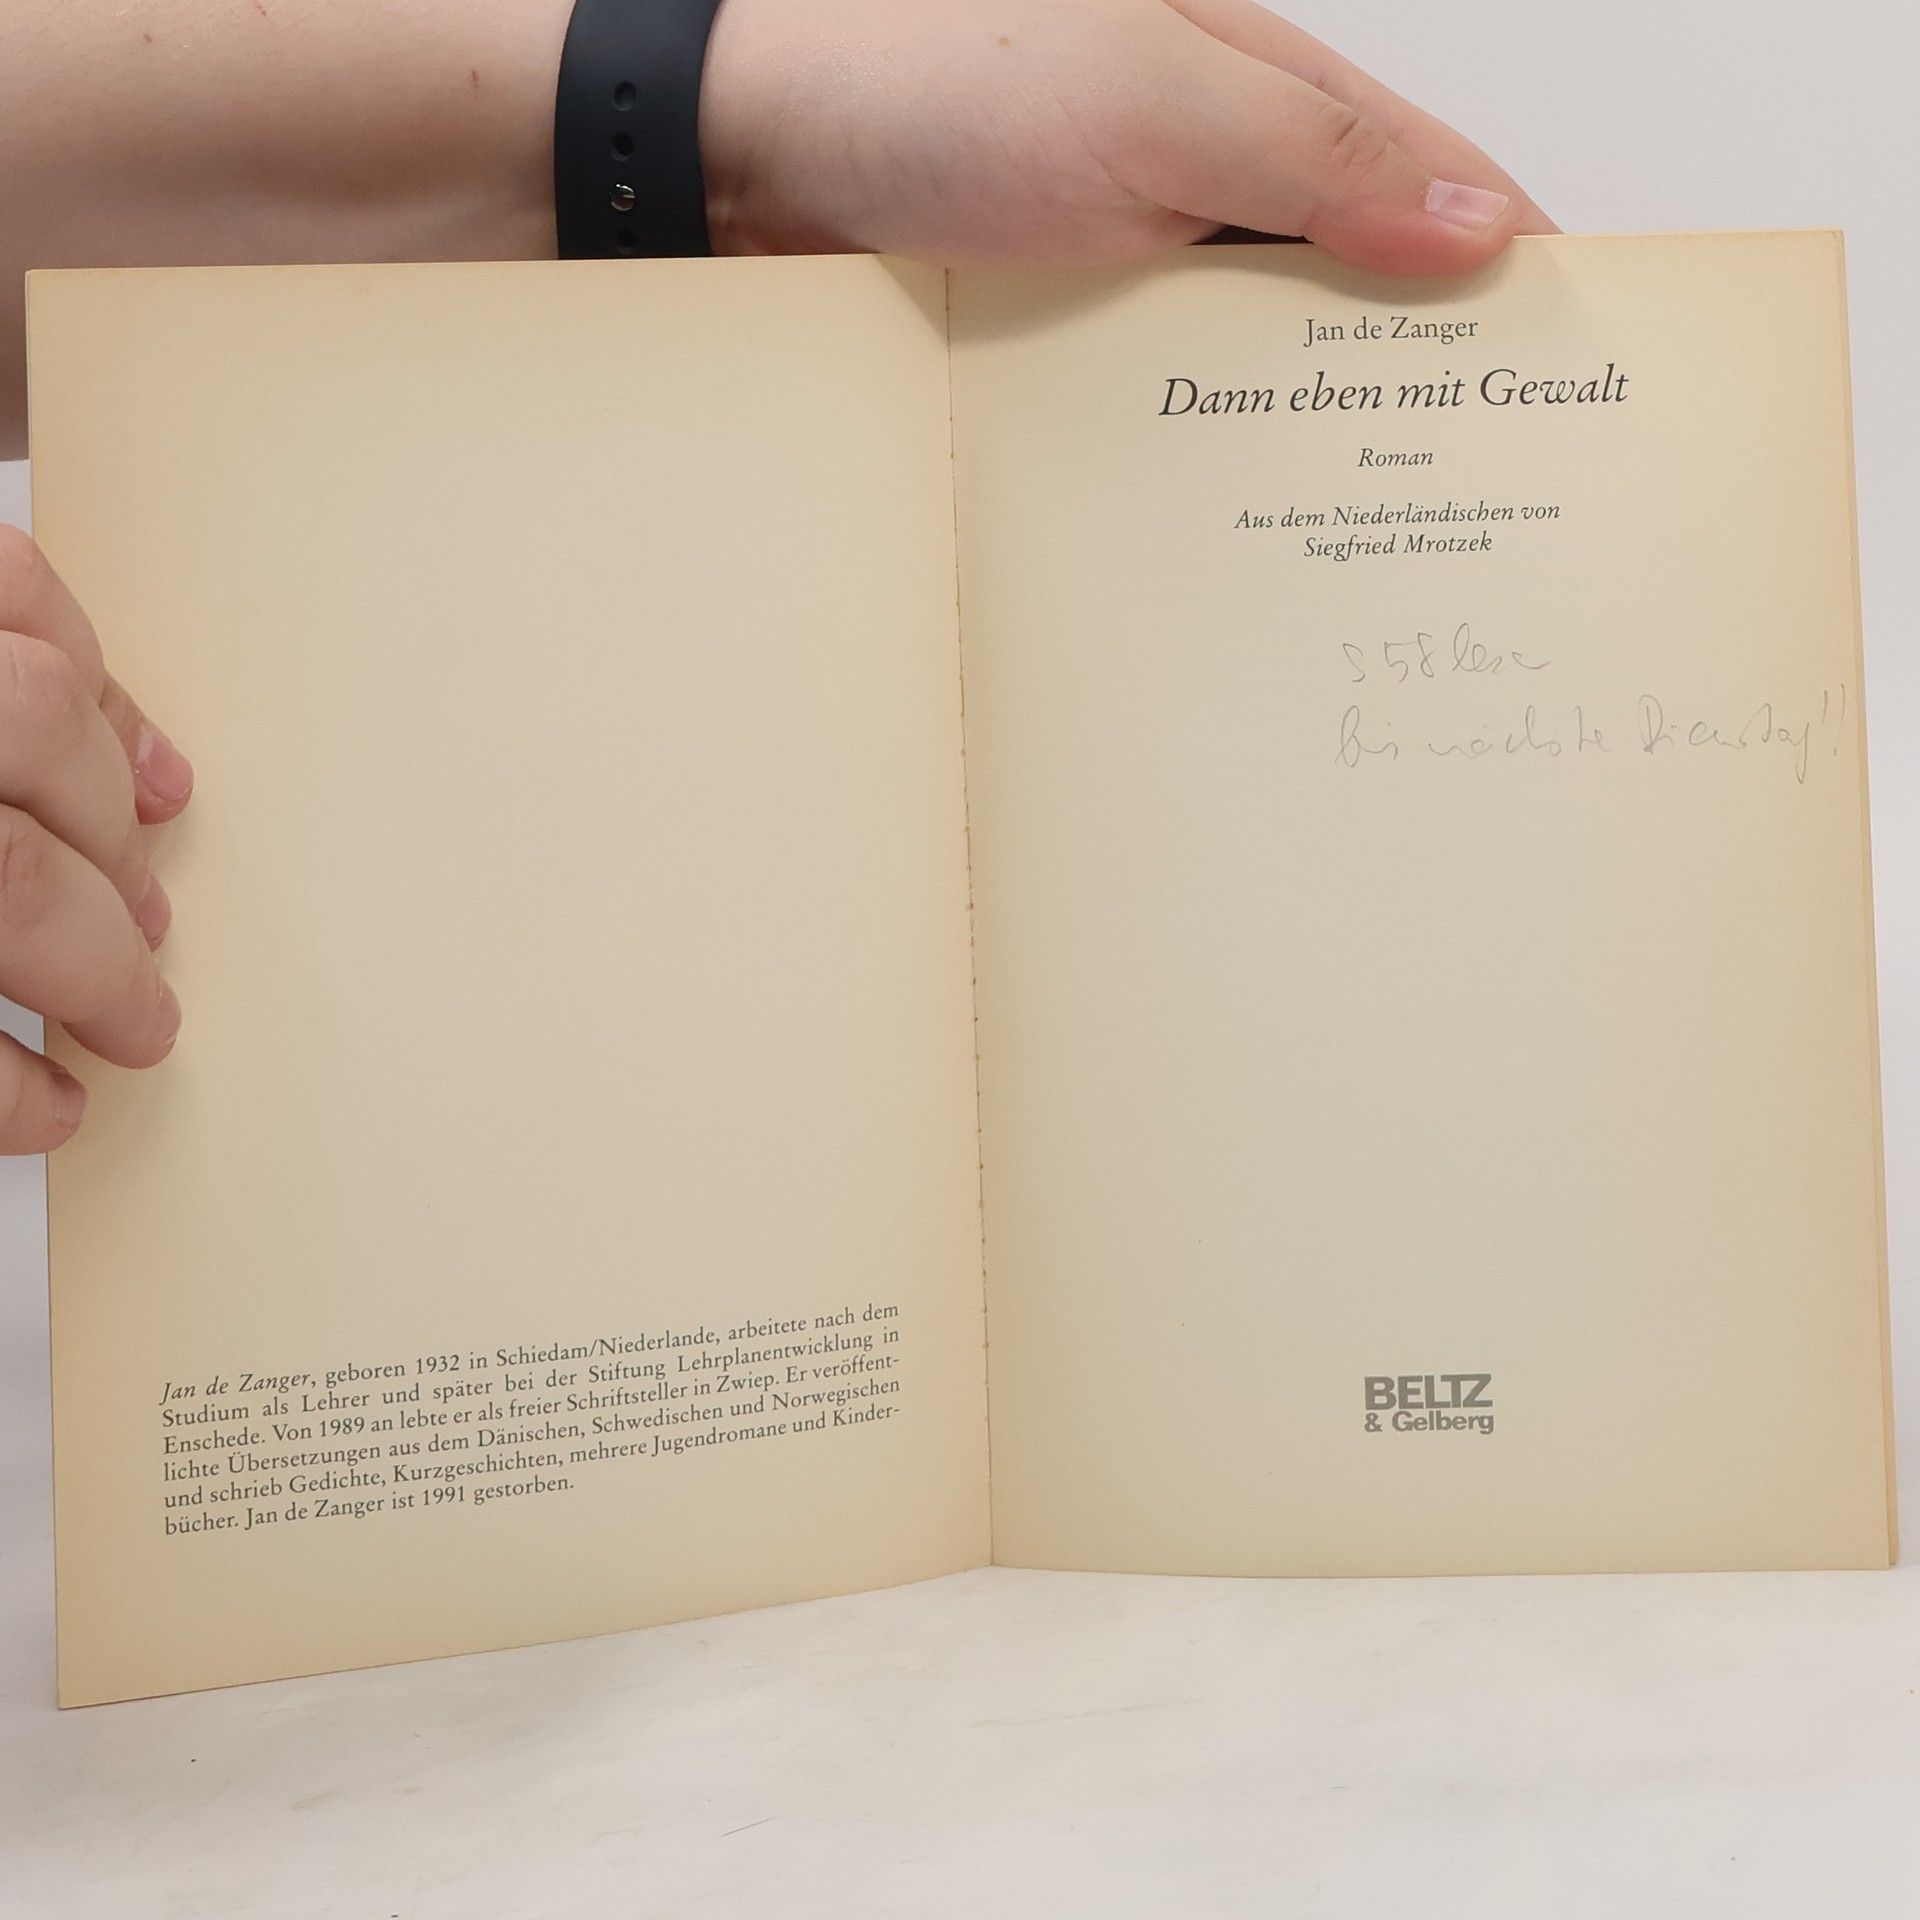 Jan de Zanger, geboren 1932 in Schiedam/Niederlande, arbeitete nach dem
Studium als Lehrer und später bei der Stiftung Lehrplanentwicklung in
Enschede. Von 1989 an lebte er als freier Schriftsteller in Zwiep. Er veröffent-
lichte Übersetzungen aus dem Dänischen, Schwedischen und Norwegischen
und schrieb Gedichte, Kurzgeschichten, mehrere Jugendromane und Kinder-
bücher. Jan de Zanger ist 1991 gestorben.
Jan de Zanger
Dann eben mit Gewalt
Roman
Aus dem Niederländischen von
Siegfried Mrotzek
S 58 lesen
bis nächste Dienstag!!
BELTZ
& Gelberg